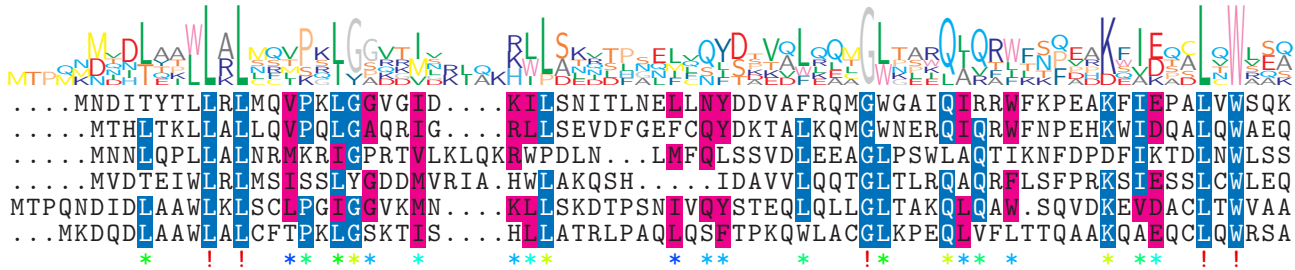 ....MNDITYTLLRLMQVPKLGGVGID....KILSNITLNELLNYDDVAFRQMGWGAIQIRRWFKPEAKFIEPALVWSQK
.....MTHLTKLLALLQVPQLGAQRIG....RLLSEVDFGEFCQYDKTALKQMGWNERQIQRWFNPEHKWIDQALQWAEQ
.....MNNLQPLLALNRMKRIGPRTVLKLQKRWPDLN...LMFQLSSVDLEEAGLPSWLAQTIKNFDPDFIKTDLNWLSS
.....MVDTEIWLRLMSISSLYGDDMVRIA.HWLAKQSH.....IDAVVLQQTGLTLRQAQRFLSFPRKSIESSLCWLEQ
MTPQNDIDLAAWLKLSCLPGIGGVKMN....KLLSKDTPSNIVQYSTEQLQLLGLTAKQLQAW.SQVDKEVDACLTWVAA
...MKDQDLAAWLALCFTPKLGSKTIS....HLLATRLPAQLQSFTPKQWLACGLKPEQLVFLTTQAAKQAEQCLQWRSA
* ! ! ** *** * *** * ** * ! *** * * ** ! !